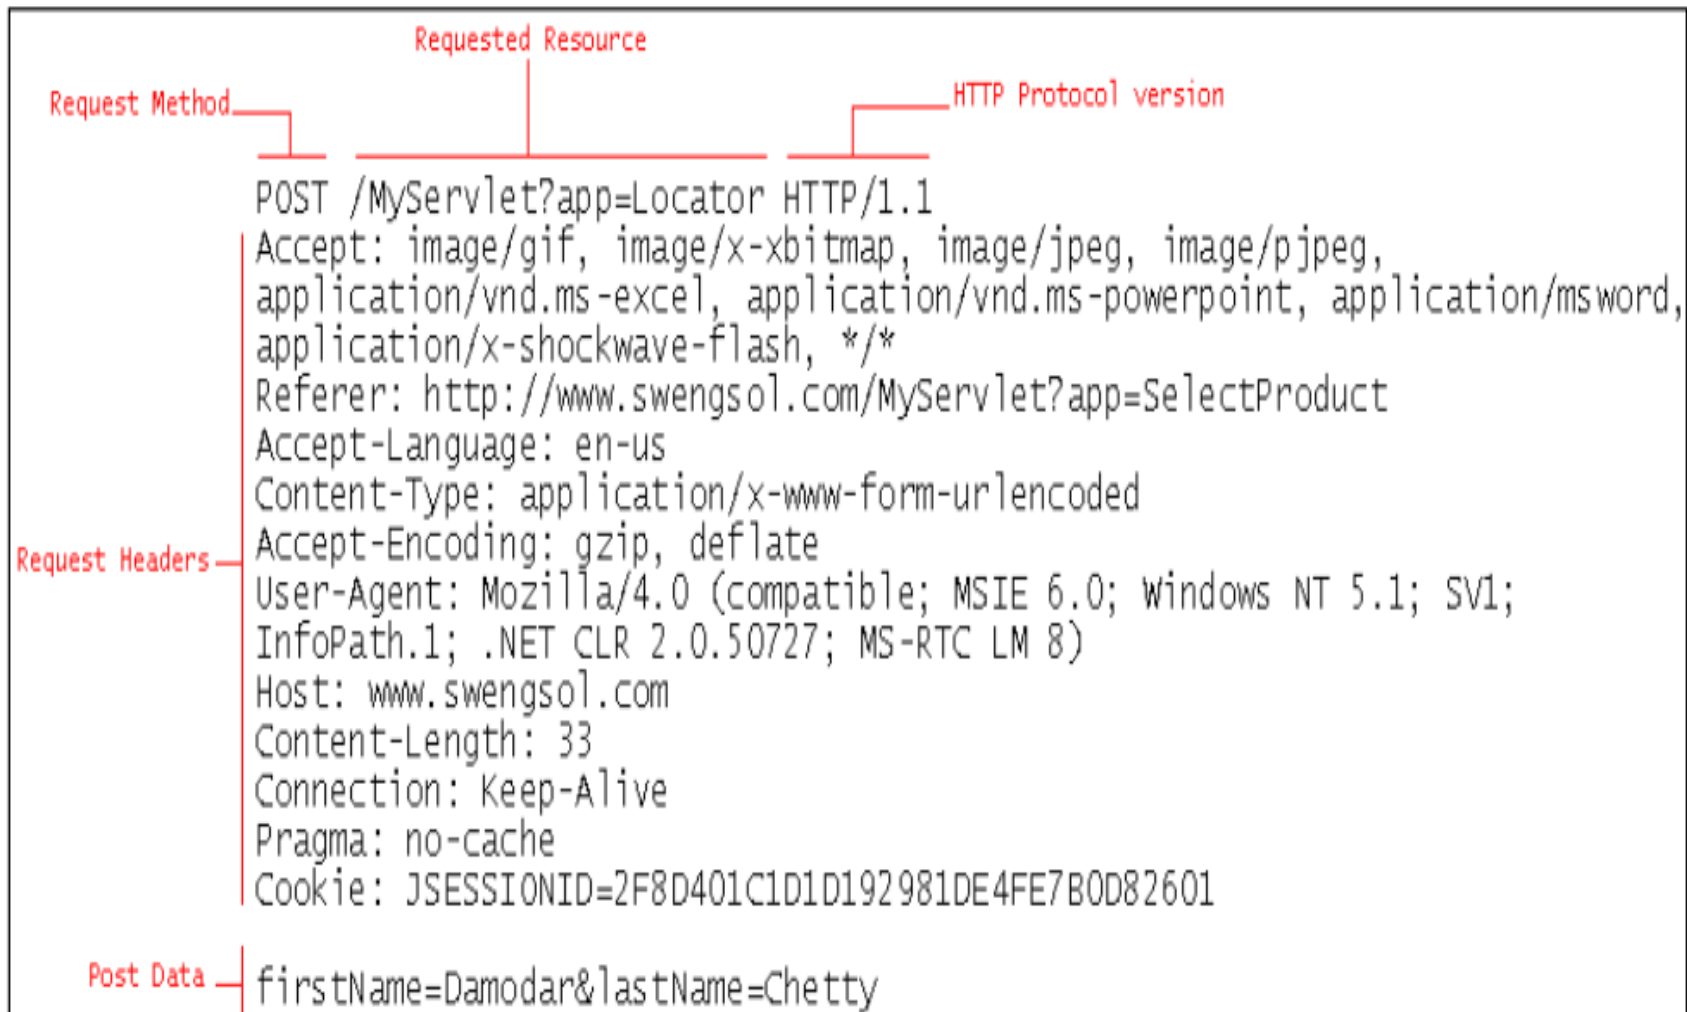 Requested Resource
Request Method
HTTP Protocol version
POST /MyServlet?app=Locator HTTP/1.1
Accept: image/gif, image/x-xbitmap, image/jpeg, image/pjpeg,
application/vnd.ms-excel, application/vnd.ms-powerpoint, application/msword,
application/x-shockwave-flash, */*
Referer: http://www.swengsol.com/MyServlet?app=SelectProduct
Accept-Language: en-us
Content-Type: application/x-www-form-urlencoded
Accept-Encoding: gzip, deflate
Request Headers
User-Agent: Mozilla/4.0 (compatible; MSIE 6.0; Windows NT 5.1; SV1;
InfoPath.1; .NET CLR 2.0.50727; MS-RTC LM 8)
Host: www.swengsol.com
Content-Length: 33
Connection: Keep-Alive
Pragma: no-cache
Cookie: JSESSIONID=2F8D401C1D1D192981DE4FE7B0D82601
Post Data
firstName=Damodar&lastName=Chetty